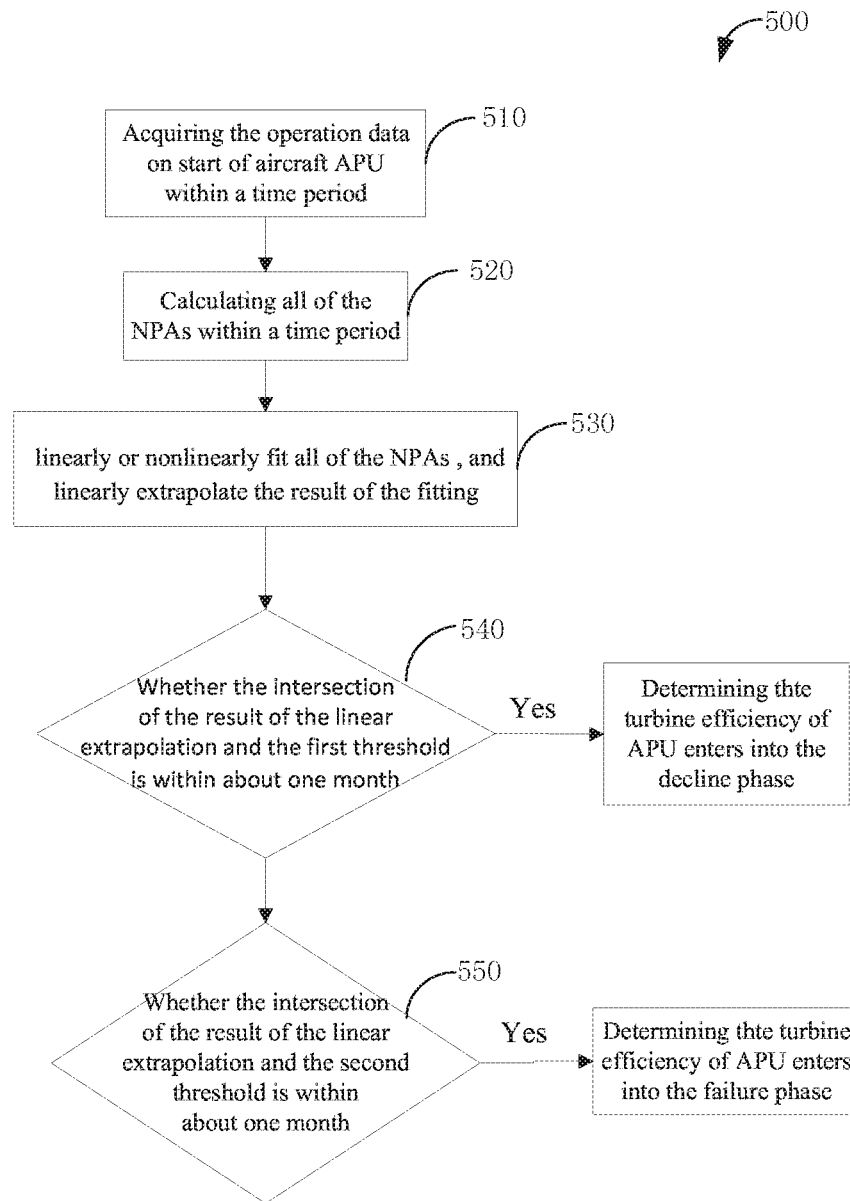 500
510
Acquiring the operation data
on start of aircraft APU
within a time period
520
Calculating all of the
NPAs within a time period
530
linearly or nonlinearly fit all of the NPAs , and
linearly extrapolate the result of the fitting
540
Whether the intersection
of the result of the linear
extrapolation and the first threshold
is within about one month
Yes
Determining thte
turbine efficiency of
APU enters into the
decline phase
550
Whether the intersection
of the result of the linear
extrapolation and the second
threshold is within
about one month
Yes
Determining thte turbine
efficiency of APU enters
into the failure phase